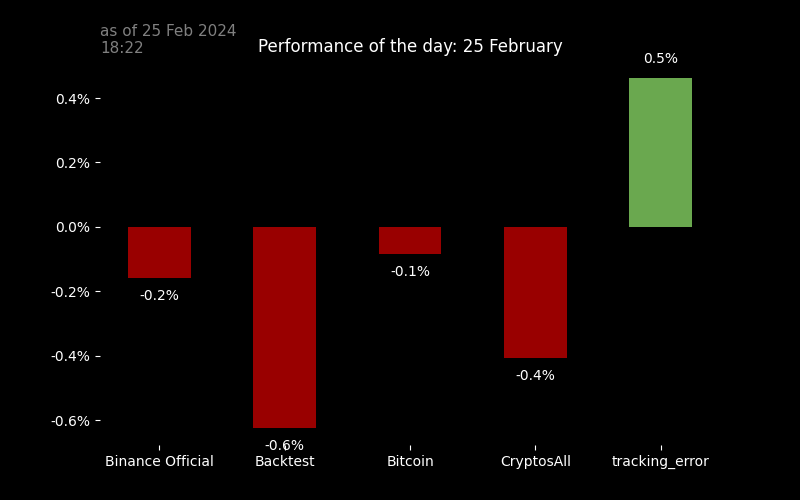 as of 25 Feb 2024
18:22
Performance of the day: 25 February
0.5%
0.4%
0.2%
0.0%
-0.2%
-0.4%
-0.6%
-0.2%
-0.6%
-0.1%
-0.4%
Binance Official
Backtest
Bitcoin
CryptosAll
tracking_error